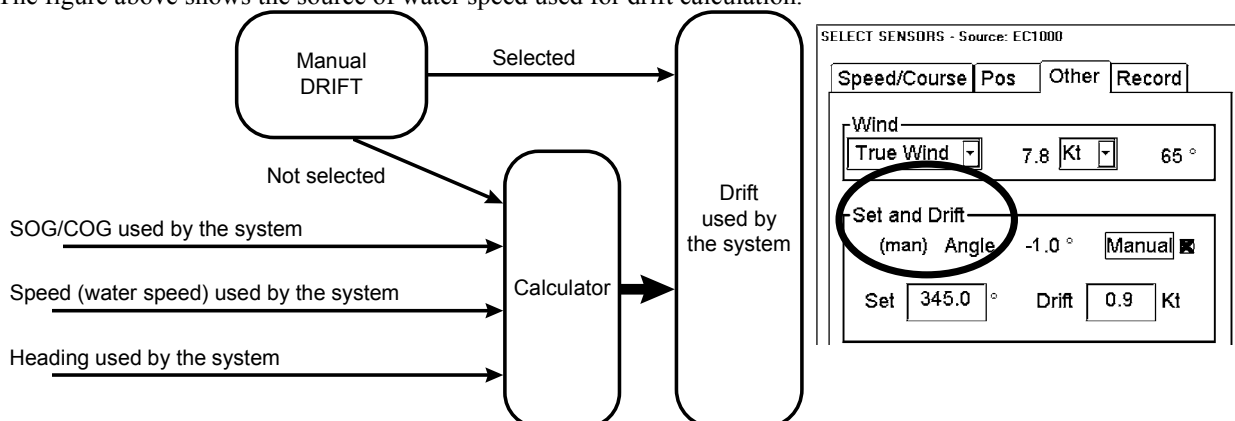 The figure above shows the source of water speed used for drift calculation.
Manual
DRIFT
Selected
Not selected
SOG/COG used by the system
Speed (water speed) used by the system
Heading used by the system
Calculator
Drift
used by
the system
SELECT SENSORS - Source: EC1000
Speed/Course Pos Other Record
Wind
True Wind 7.8 Kt 65 °
Set and Drift
(man) Angle -1.0 ° Manual
Set 345.0 ° Drift 0.9 Kt